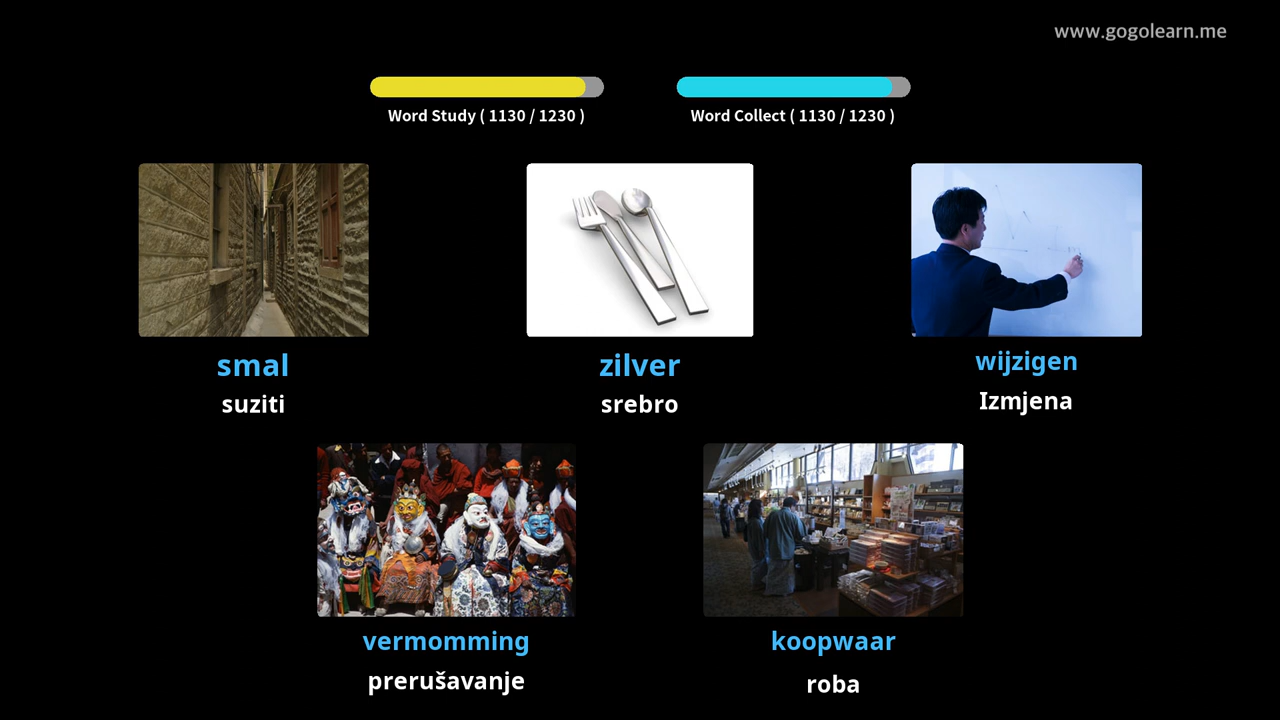 www.gogolearn.me
Word Study ( 1130 / 1230 )
Word Collect ( 1130 / 1230 )
smal
suziti
zilver
srebro
wijzigen
Izmjena
vermomming
prerušavanje
koopwaar
roba